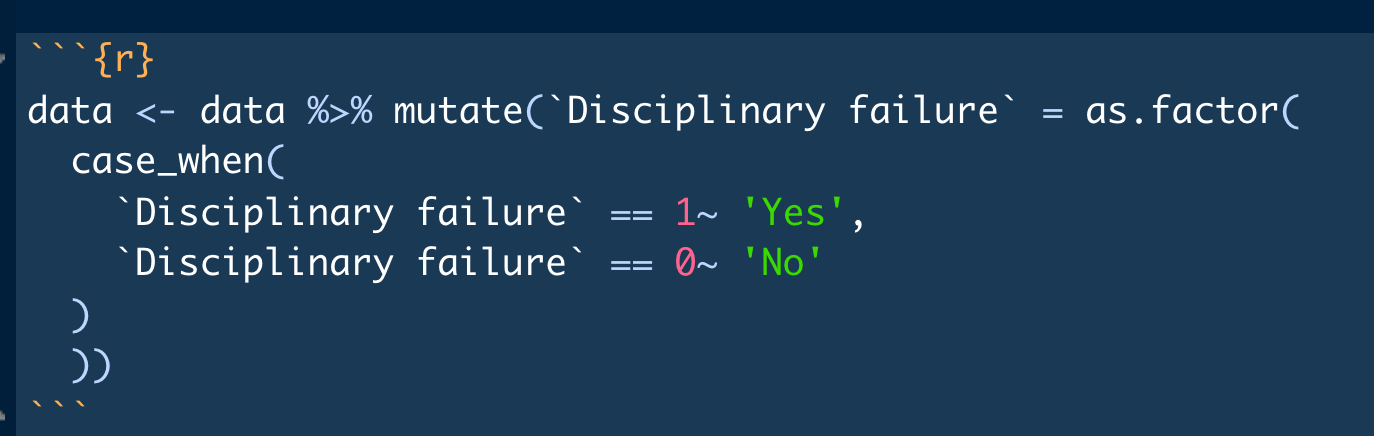 ```{r}
data <- data %>% mutate(`Disciplinary failure` = as.factor(
  case_when(
    `Disciplinary failure` == 1~ 'Yes',
    `Disciplinary failure` == 0~ 'No'
  )
  ))
```